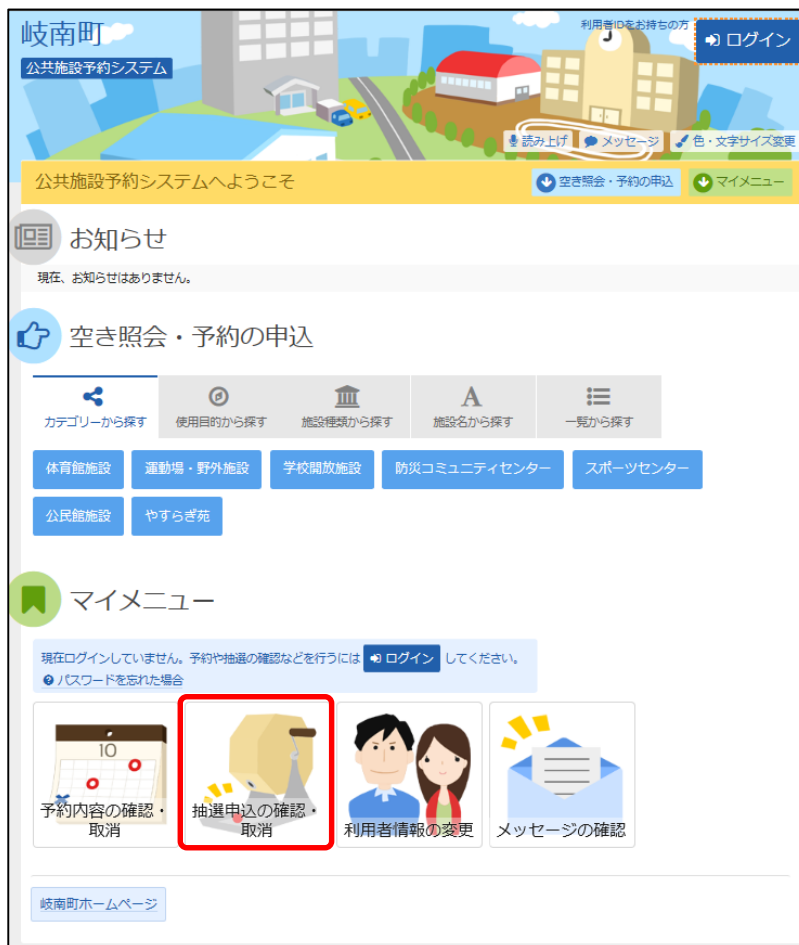 岐南町
公共施設予約システム
利用者IDをお持ちの方
ログイン
読み上げ
メッセージ
色・文字サイズ変更
公共施設予約システムへようこそ
空き照会・予約の申込
マイメニュー
お知らせ
現在、お知らせはありません。
空き照会・予約の申込
カテゴリーから探す
使用目的から探す
施設種類から探す
A
施設名から探す
一覧から探す
体育館施設
運動場・野外施設
学校開放施設
防災コミュニティセンター
スポーツセンター
公民館施設
やすらぎ苑
マイメニュー
現在ログインしていません。予約や抽選の確認などを行うには ログイン してください。
パスワードを忘れた場合
10
予約内容の確認・
取消
抽選申込の確認・
取消
利用者情報の変更
メッセージの確認
岐南町ホームページ